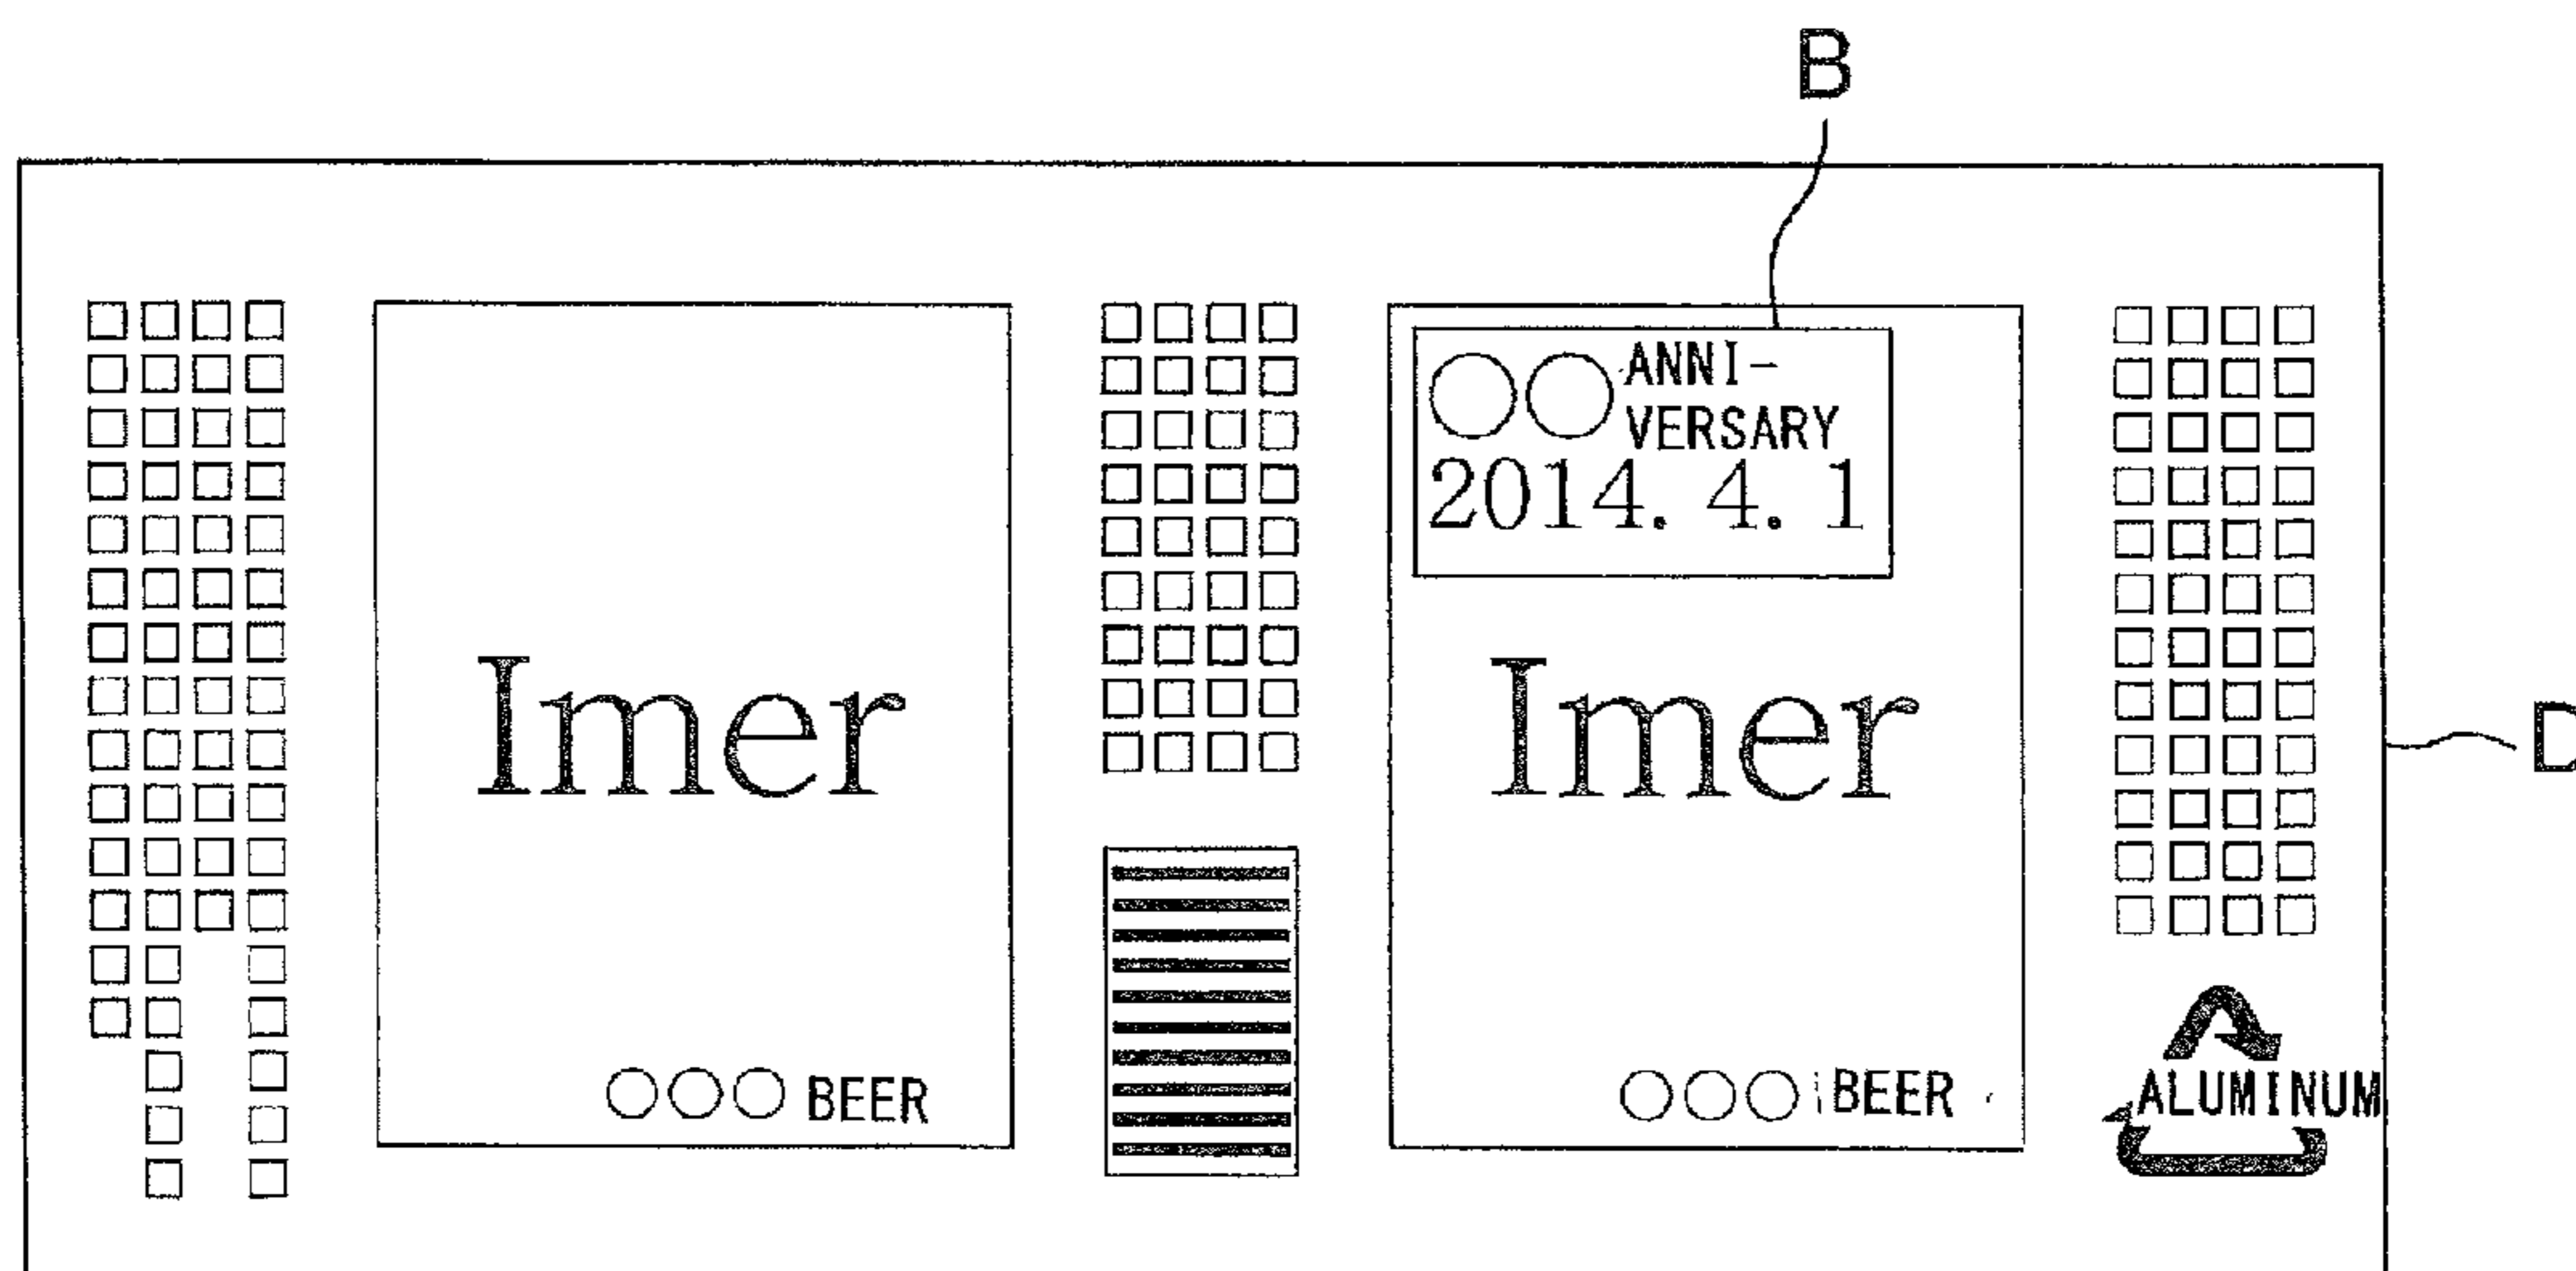 B
Imer
○○○ BEER
○○ ANNI-
VERSARY
2014. 4. 1
Imer
○○○ BEER
ALUMINUM
D